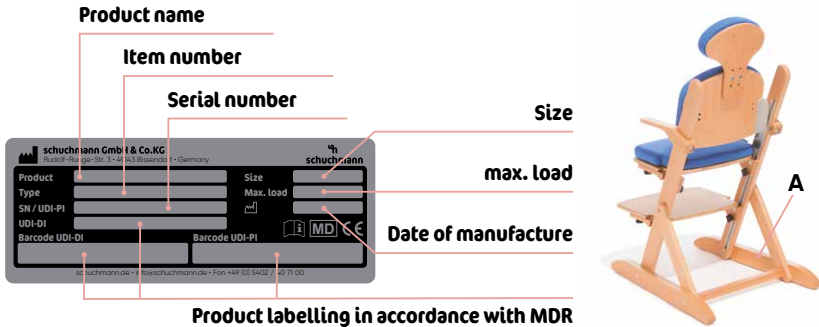 Product name
Item number
Serial number
Size
max. load
Date of manufacture
schuchmann GmbH & Co.KG
Rudolf-Runge-Str. 3 • 49143 Bissendorf • Germany
schuchmann
Product
Size
Type
Max. load
SN / UDI-PI
UDI-DI
MD CE
Barcode UDI-DI
Barcode UDI-PI
schuchmann.de • info@schuchmann.de • Fon +49 (0) 5402 / 40 71 00
Product labelling in accordance with MDR
A